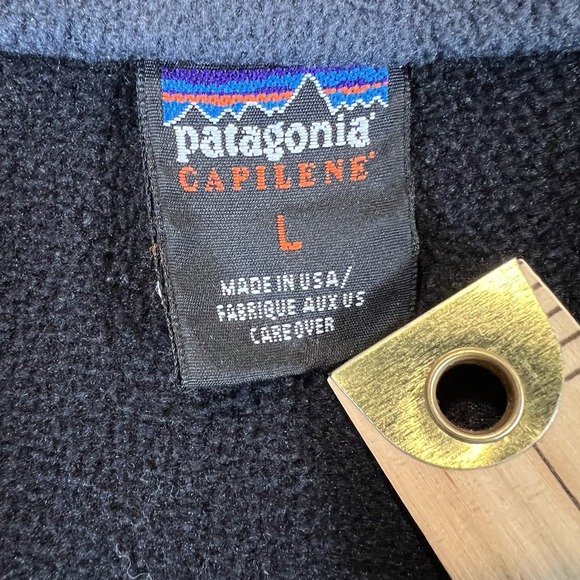 patagonia
CAPILENE
L
MADE IN USA/
FABRIQUE AUX US
CARE OVER